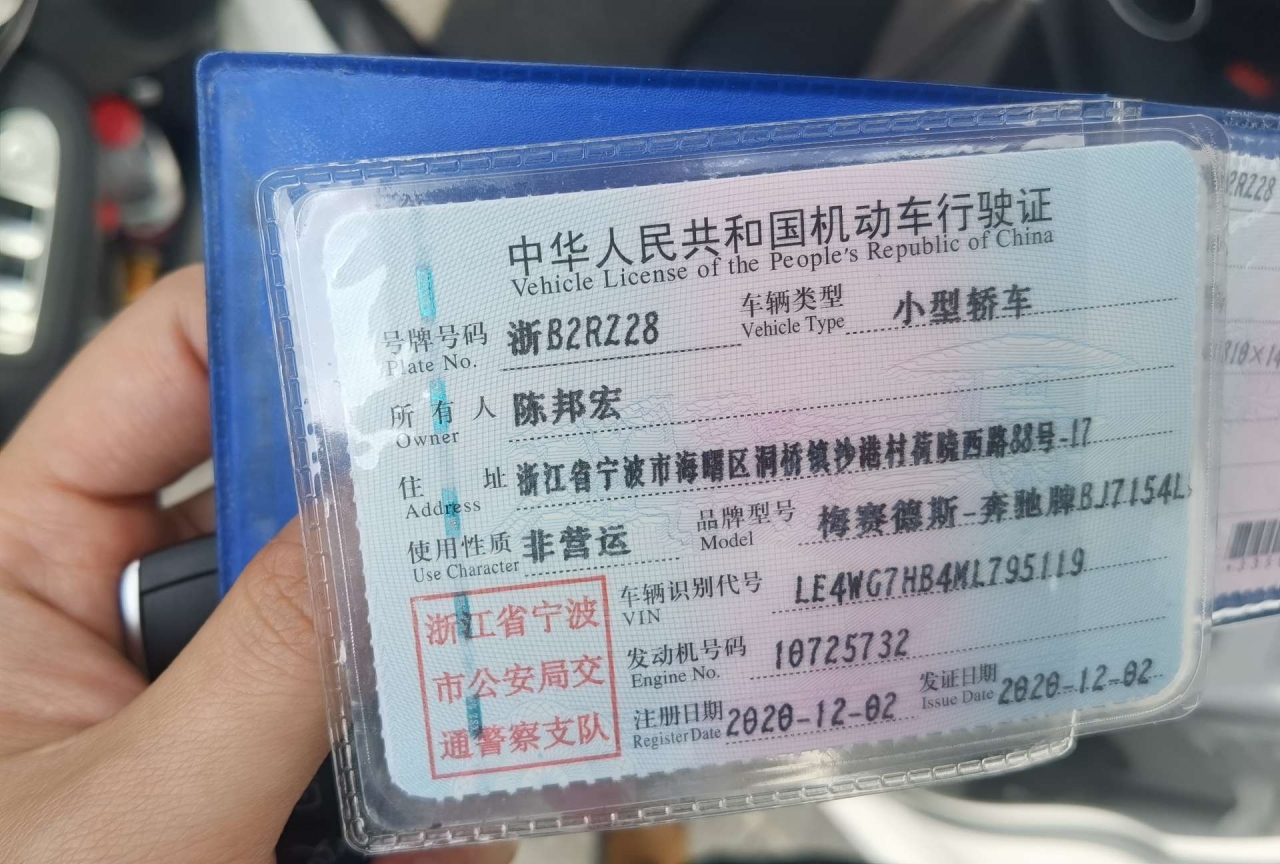 中华人民共和国机动车行驶证
Vehicle License of the People's Republic of China
号牌号码 浙B2RZ28 车辆类型 小型轿车
Plate No. Vehicle Type
所有人 陈邦宏
Owner
住址 浙江省宁波市海曙区洞桥镇沙港村荷晓西路88号-17
Address
使用性质 非营运 品牌型号 梅赛德斯-奔驰牌BJ7154L
Use Character Model
浙江省宁波
市公安局交
通警察支队
车辆识别代号 LE4WG7HB4ML795119
VIN
发动机号码 10725732
Engine No.
注册日期 2020-12-02 发证日期 2020-12-02
Register Date Issue Date
2RZ28